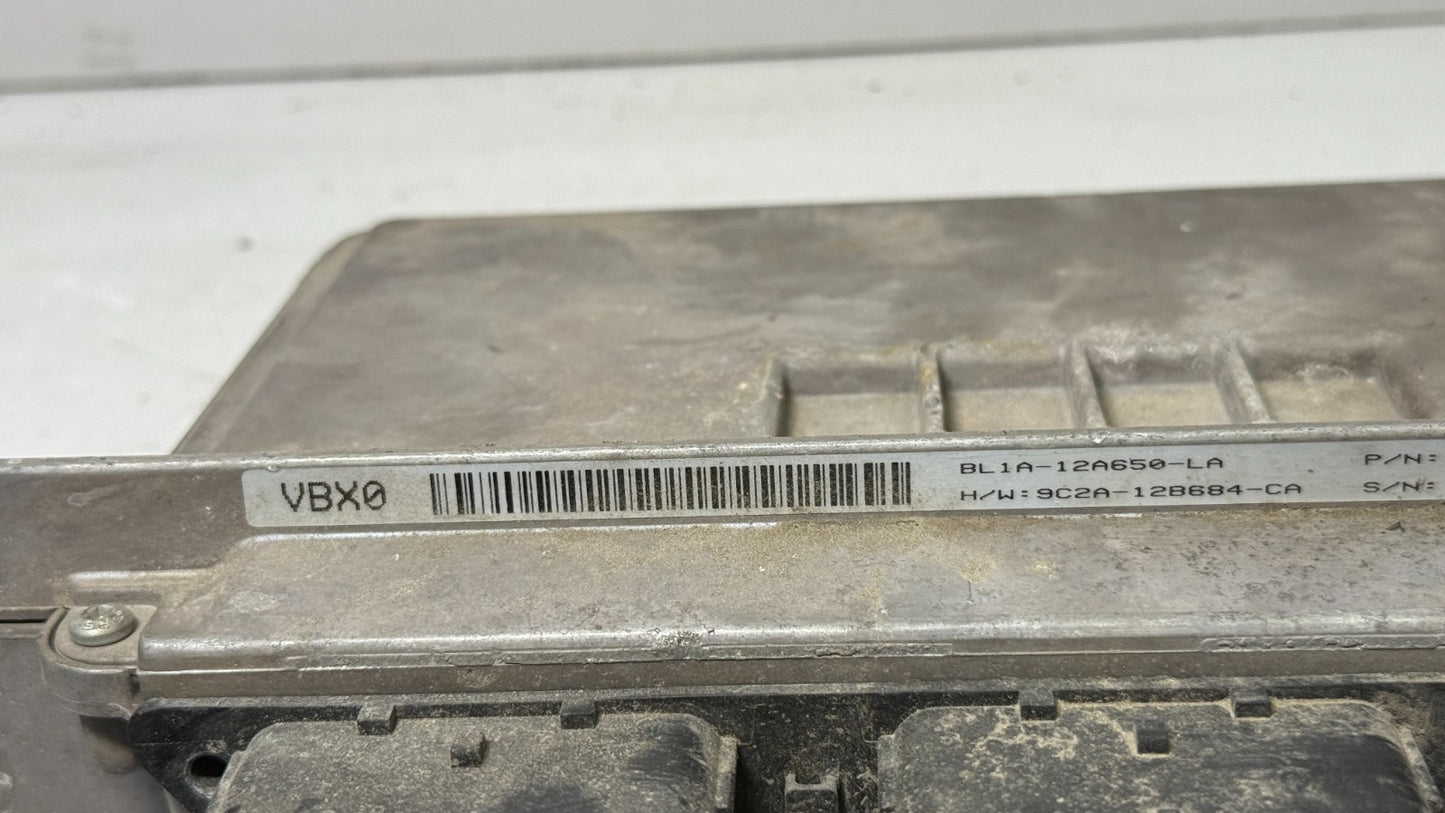 VBX0
BL1A-12A650-LA
H/W:9C2A-12B684-CA
P/N:
S/N: